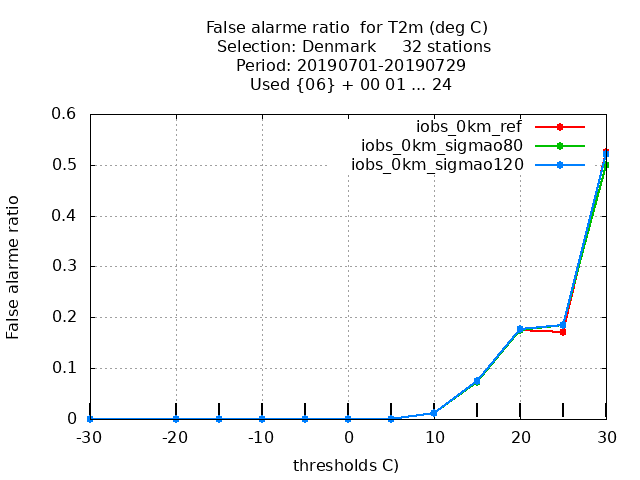 False alarme ratio  for T2m (deg C)
Selection: Denmark     32 stations
Period: 20190701-20190729
Used {06} + 00 01 ... 24
0.6
0.5
0.4
0.3
0.2
0.1
0
False alarme ratio
iobs_0km_ref
iobs_0km_sigmao80
iobs_0km_sigmao120
-30 -20 -10 0 10 20 30
thresholds C)